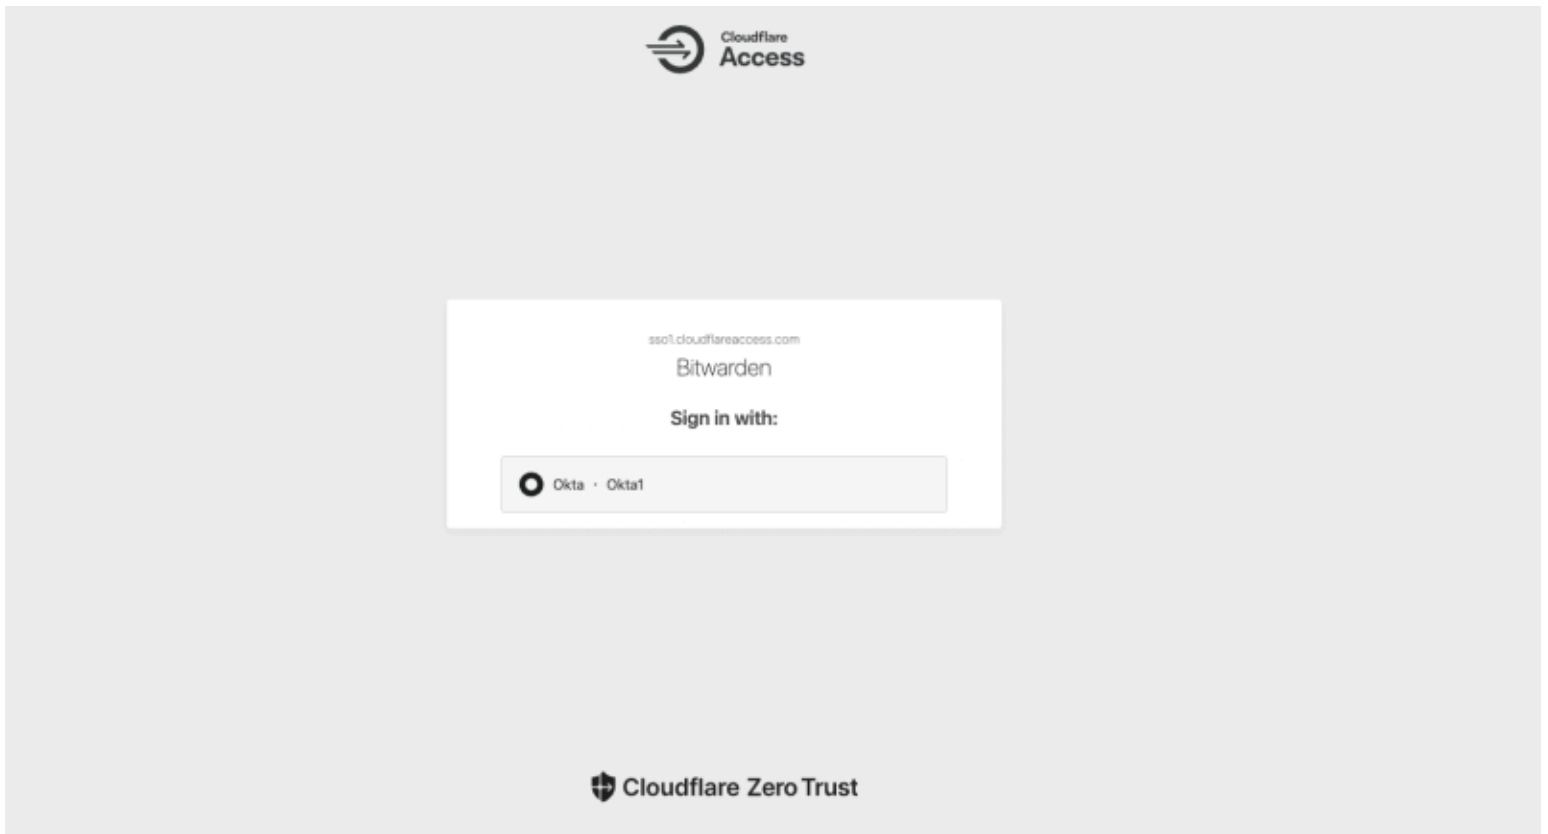 Cloudflare
Access
sso1.cloudflareaccess.com
Bitwarden
Sign in with:
Okta · Okta1
Cloudflare Zero Trust